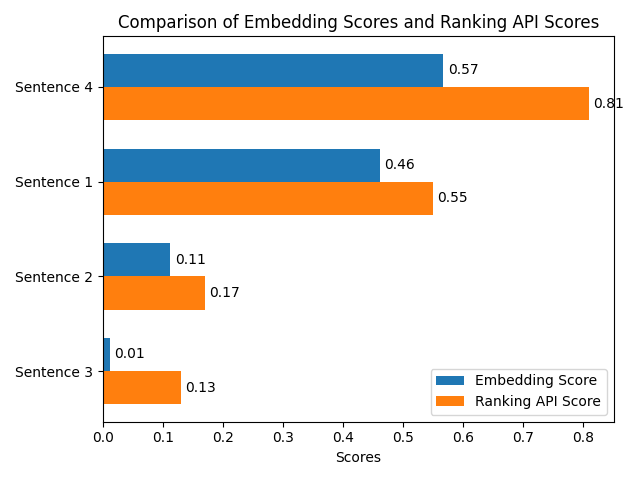 Comparison of Embedding Scores and Ranking API Scores
Sentence 4
0.57
0.81
Sentence 1
0.46
0.55
Sentence 2
0.11
0.17
Sentence 3
0.01
0.13
Embedding Score
Ranking API Score
0.0 0.1 0.2 0.3 0.4 0.5 0.6 0.7 0.8
Scores